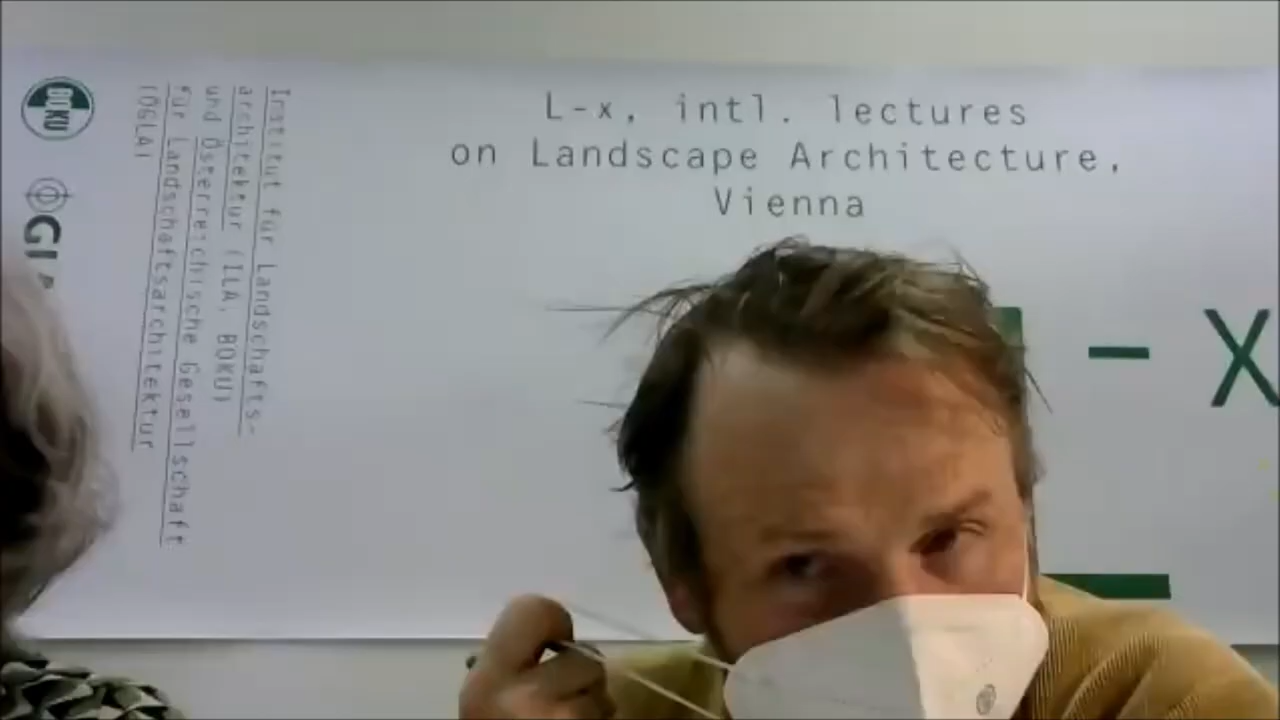 L-x, intl. lectures
on Landscape Architecture,
Vienna
L-X
Institut für Landschafts-
architektur (ILA, BOKU)
und Österreichische Gesellschaft
für Landschaftsarchitektur
(ÖGLA)
BOKU